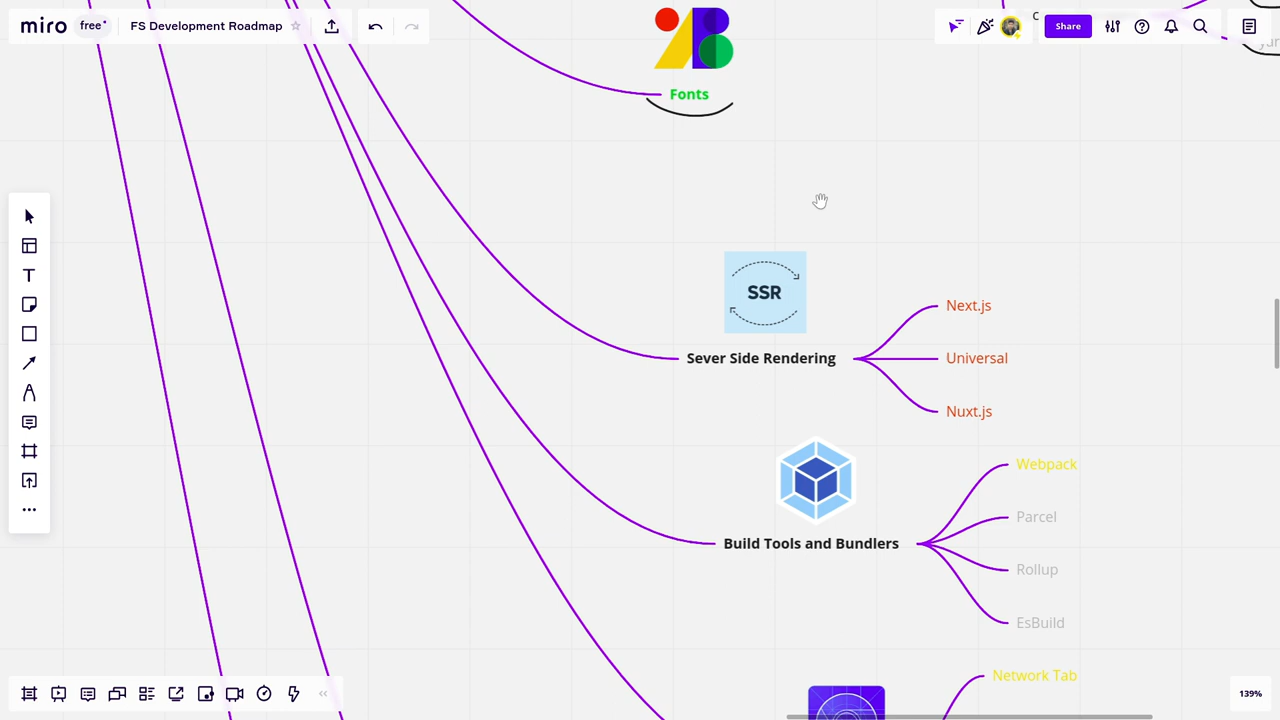 miro free FS Development Roadmap
Share
Fonts
SSR
Sever Side Rendering
Next.js
Universal
Nuxt.js
Build Tools and Bundlers
Webpack
Parcel
Rollup
EsBuild
Network Tab
139%